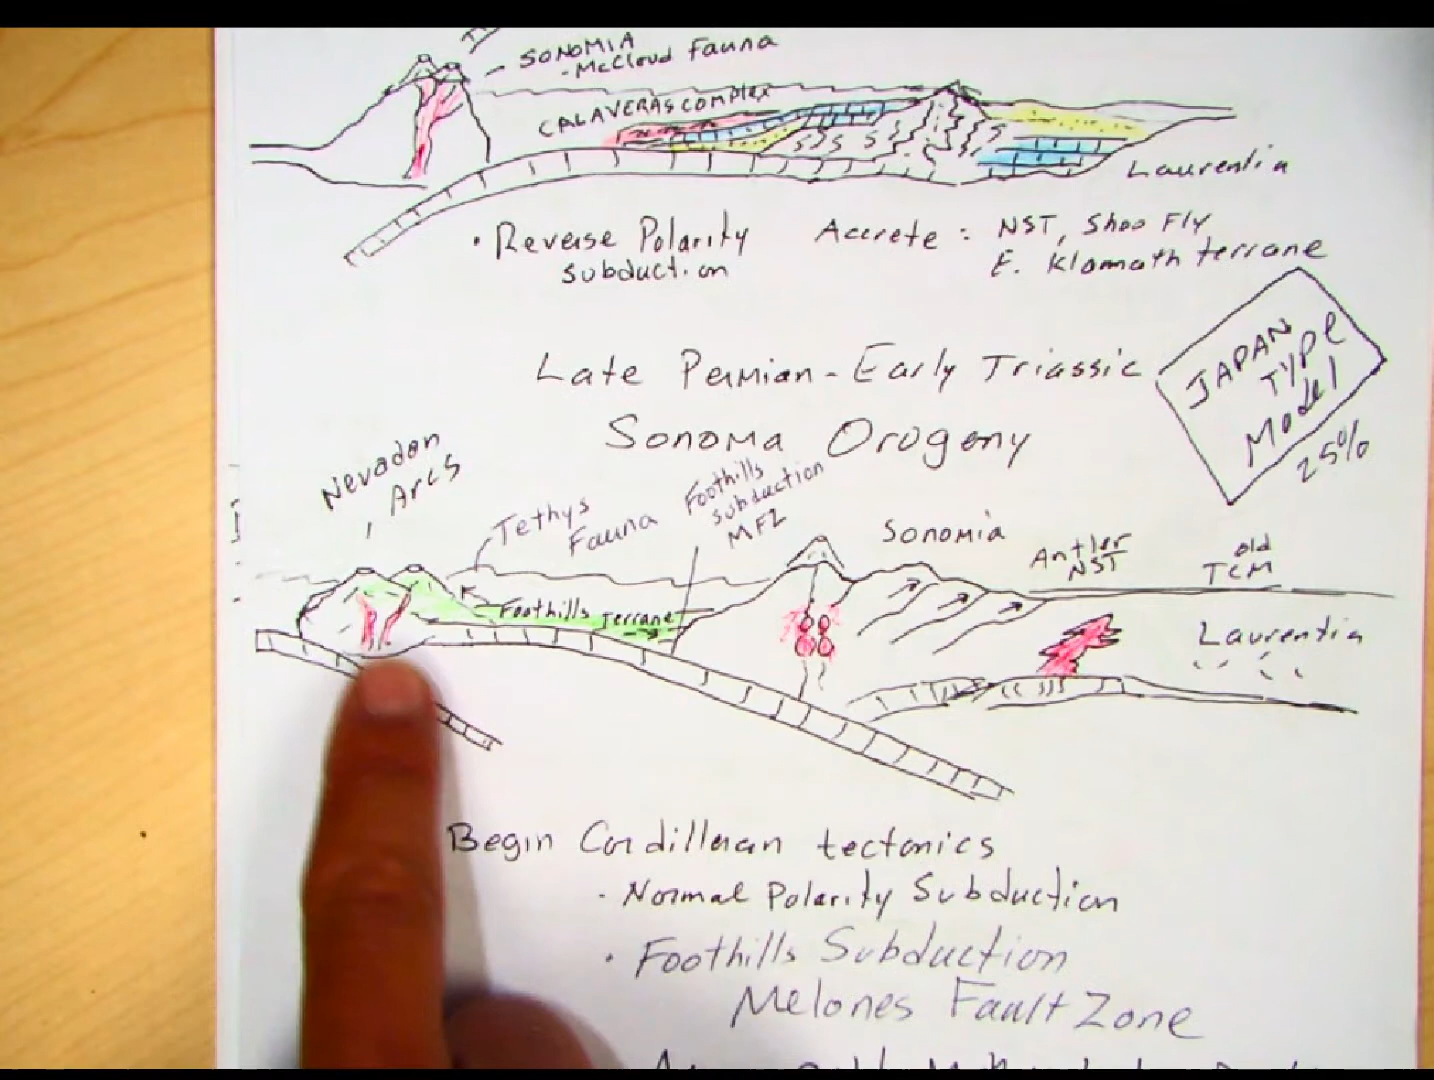 SONOMIA
- McCloud Fauna
CALAVERAS COMPLEX
Laurentia
• Reverse Polarity
subduction
Accrete : NST, Shoo Fly
E. Klamath terrane
JAPAN
TYPE
Model
25%
Late Permian - Early Triassic
Sonoma Orogeny
Nevadan
Arcs
Tethys
Fauna
Foothills
subduction
MFZ
Sonomia
Antler
NST
old
TCM
Foothills Terrane
Laurentia
Begin Cordilleran tectonics
• Normal Polarity Subduction
• Foothills Subduction
Melones Fault Zone